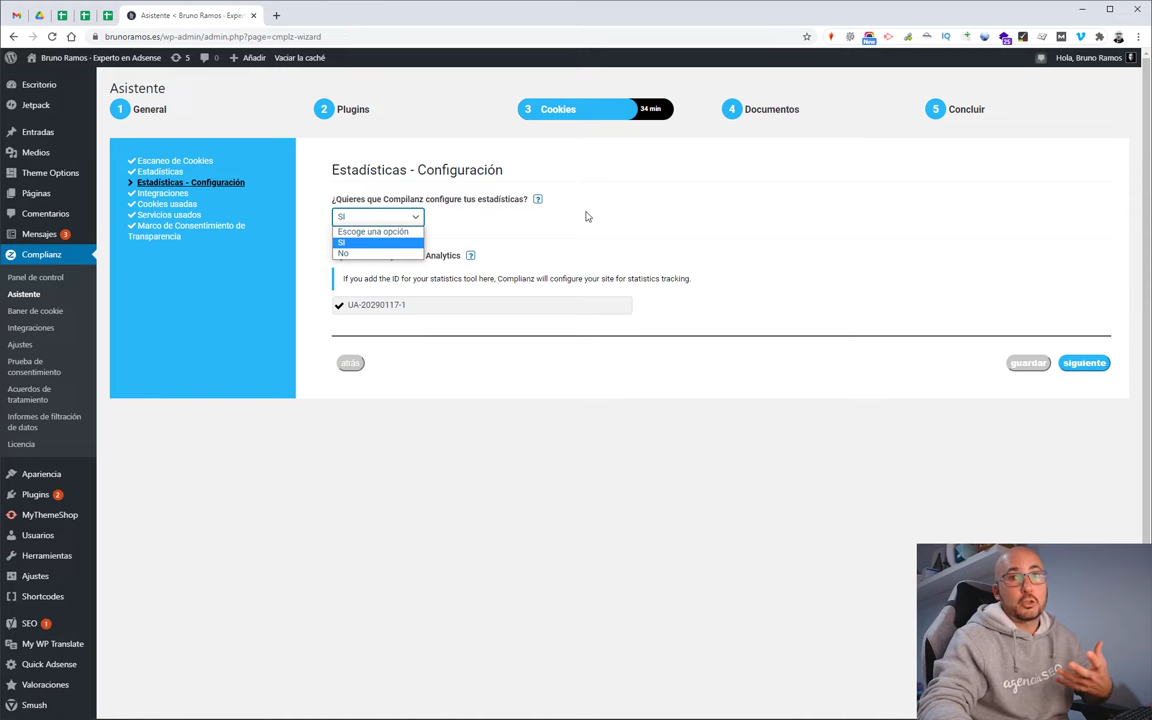 Asistente < Bruno Ramos - Exper
brunoramos.es/wp-admin/admin.php?page=cmplz-wizard
New
25
Bruno Ramos · Experto en Adsense
5
0
Añadir
Vaciar la caché
Hola, Bruno Ramos
Escritorio
Jetpack
Entradas
Medios
Theme Options
Páginas
Comentarios
Mensajes 3
Complianz
Panel de control
Asistente
Baner de cookie
Integraciones
Ajustes
Prueba de
consentimiento
Acuerdos de
tratamiento
Informes de filtración
de datos
Licencia
Apariencia
Plugins 2
MyThemeShop
Usuarios
Herramientas
Ajustes
Shortcodes
SEO 1
My WP Translate
Quick Adsense
Valoraciones
Smush
Asistente
1 General
2 Plugins
3 Cookies 34 min
4 Documentos
5 Concluir
Escaneo de Cookies
Estadísticas
Estadísticas - Configuración
Integraciones
Cookies usadas
Servicios usados
Marco de Consentimiento de
Transparencia
Estadísticas - Configuración
¿Quieres que Compilanz configure tus estadísticas? ?
SI
Escoge una opción
SI
No
Analytics ?
If you add the ID for your statistics tool here, Complianz will configure your site for statistics tracking.
UA-20290117-1
atrás
guardar
siguiente
agenciaSEO